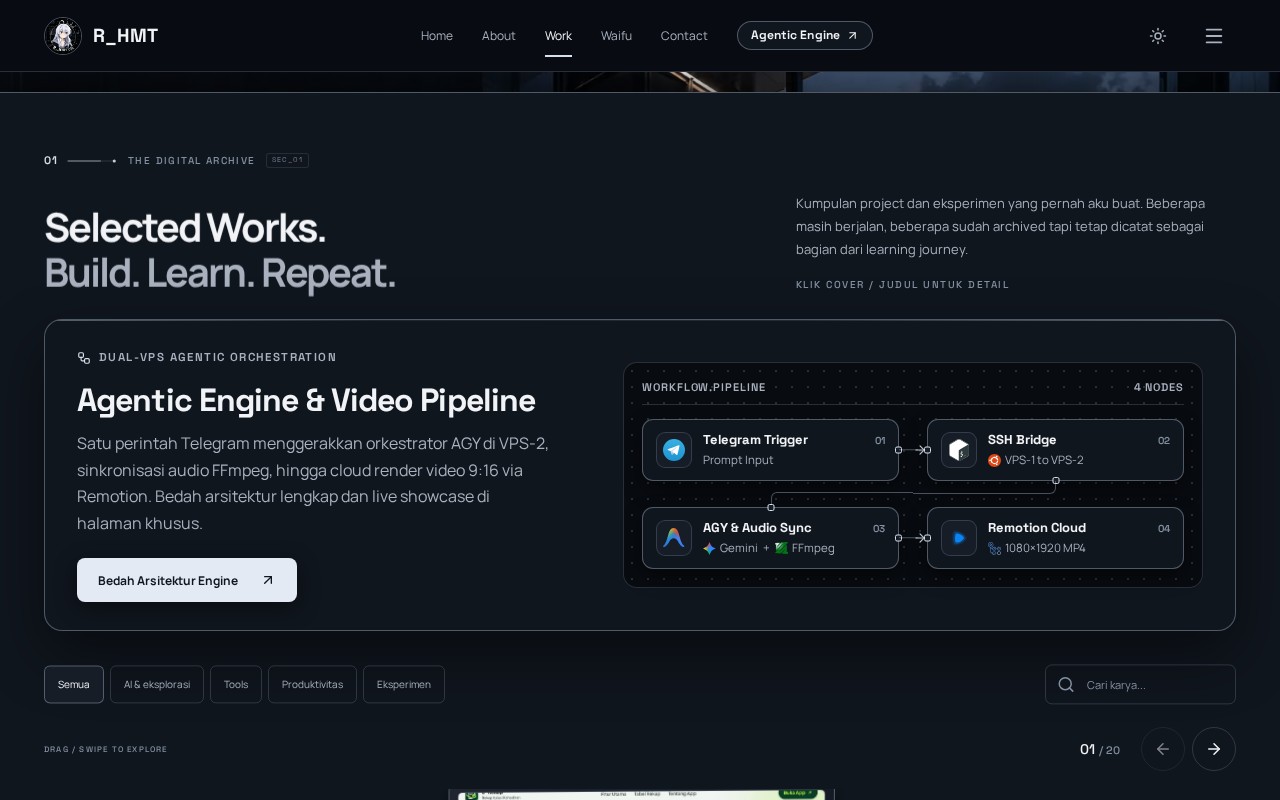 R_HMT
Home
About
Work
Waifu
Contact
Agentic Engine
01
THE DIGITAL ARCHIVE
SEC_01
Selected Works.
Build. Learn. Repeat.
Kumpulan project dan eksperimen yang pernah aku buat. Beberapa
masih berjalan, beberapa sudah archived tapi tetap dicatat sebagai
bagian dari learning journey.
KLIK COVER / JUDUL UNTUK DETAIL
DUAL-VPS AGENTIC ORCHESTRATION
Agentic Engine & Video Pipeline
Satu perintah Telegram menggerakkan orkestrator AGY di VPS-2,
sinkronisasi audio FFmpeg, hingga cloud render video 9:16 via
Remotion. Bedah arsitektur lengkap dan live showcase di
halaman khusus.
Bedah Arsitektur Engine
WORKFLOW.PIPELINE
4 NODES
Telegram Trigger
01
Prompt Input
SSH Bridge
02
VPS-1 to VPS-2
AGY & Audio Sync
03
Gemini + FFmpeg
Remotion Cloud
04
1080×1920 MP4
Semua
AI & eksplorasi
Tools
Produktivitas
Eksperimen
Cari karya...
DRAG / SWIPE TO EXPLORE
01 / 20